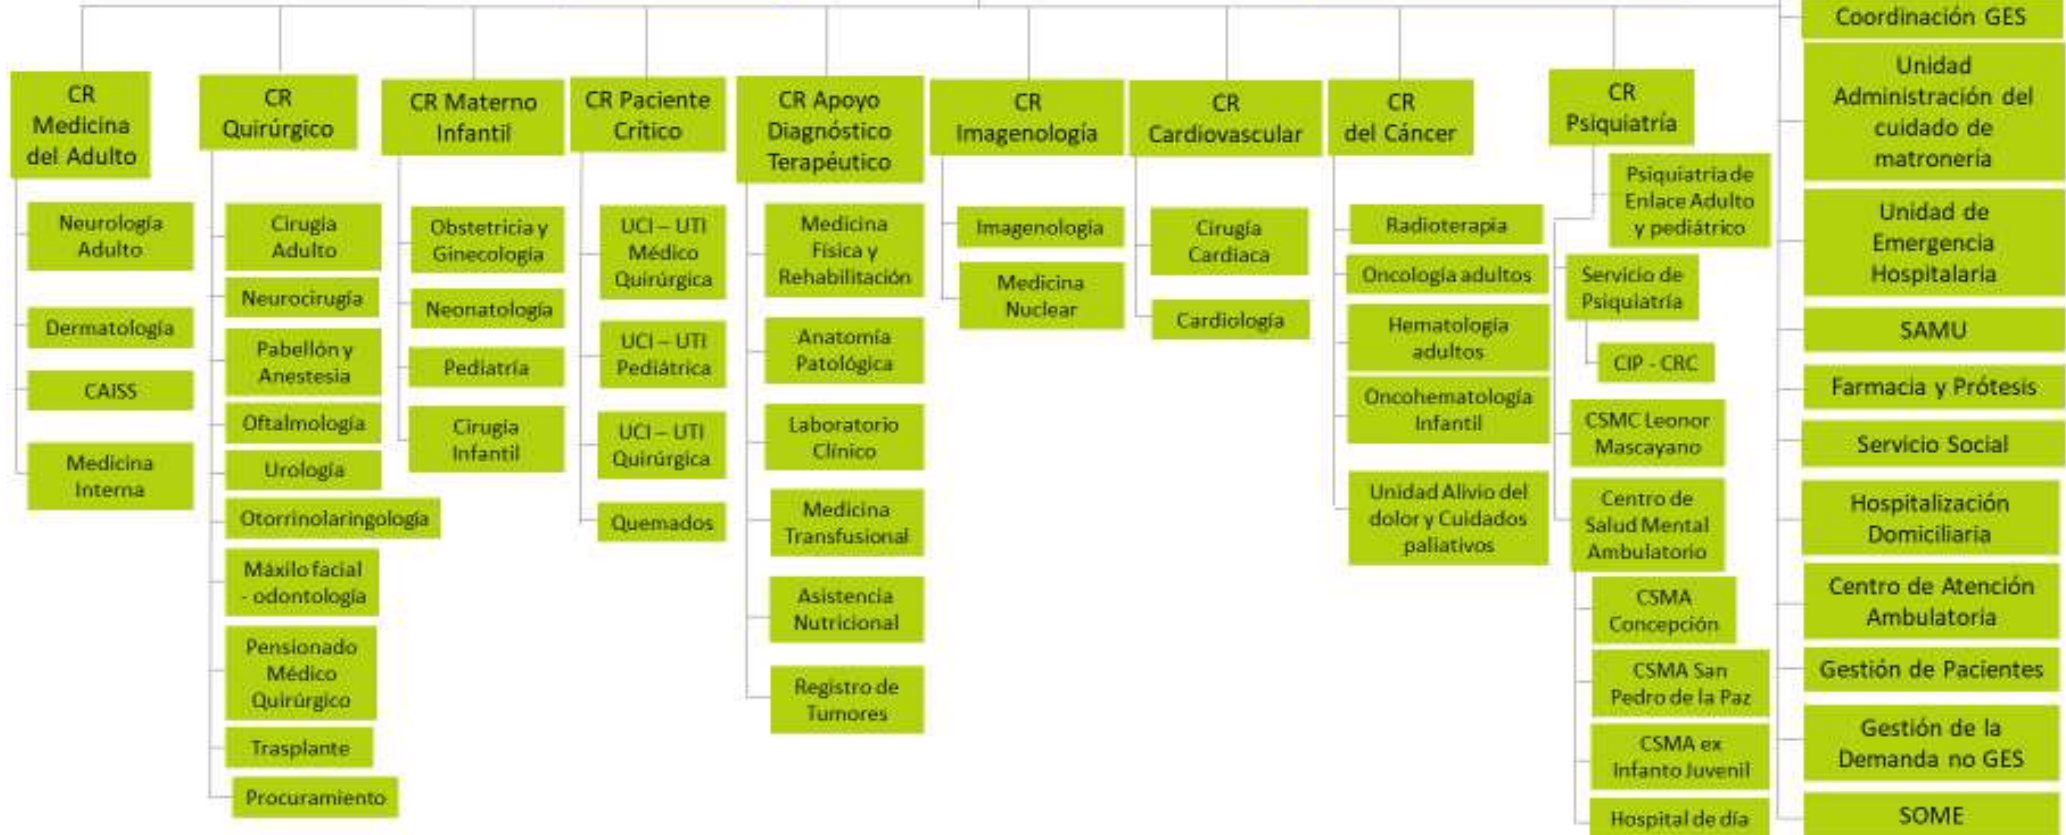 CR
Medicina
del Adulto
Neurología
Adulto
Dermatología
CAISS
Medicina
Interna
CR
Quirúrgico
Cirugía
Adulto
Neurocirugía
Pabellón y
Anestesia
Oftalmología
Urología
Otorrinolaringología
Máxilo facial
- odontología
Pensionado
Médico
Quirúrgico
Trasplante
Procuramiento
CR Materno
Infantil
Obstetricia y
Ginecología
Neonatología
Pediatría
Cirugía
Infantil
CR Paciente
Crítico
UCI – UTI
Médico
Quirúrgica
UCI – UTI
Pediátrica
UCI – UTI
Quirúrgica
Quemados
CR Apoyo
Diagnóstico
Terapéutico
Medicina
Física y
Rehabilitación
Anatomía
Patológica
Laboratorio
Clínico
Medicina
Transfusional
Asistencia
Nutricional
Registro de
Tumores
CR
Imagenología
Imagenología
Medicina
Nuclear
CR
Cardiovascular
Cirugía
Cardiaca
Cardiología
CR
del Cáncer
Radioterapia
Oncología adultos
Hematología
adultos
Oncohematología
Infantil
Unidad Alivio del
dolor y Cuidados
paliativos
CR
Psiquiatría
Psiquiatría de
Enlace Adulto
y pediátrico
Servicio de
Psiquiatría
CIP - CRC
CSMC Leonor
Mascayano
Centro de
Salud Mental
Ambulatorio
CSMA
Concepción
CSMA San
Pedro de la Paz
CSMA ex
Infanto Juvenil
Hospital de día
Coordinación GES
Unidad
Administración del
cuidado de
matronería
Unidad de
Emergencia
Hospitalaria
SAMU
Farmacia y Prótesis
Servicio Social
Hospitalización
Domiciliaria
Centro de Atención
Ambulatoria
Gestión de Pacientes
Gestión de la
Demanda no GES
SOME